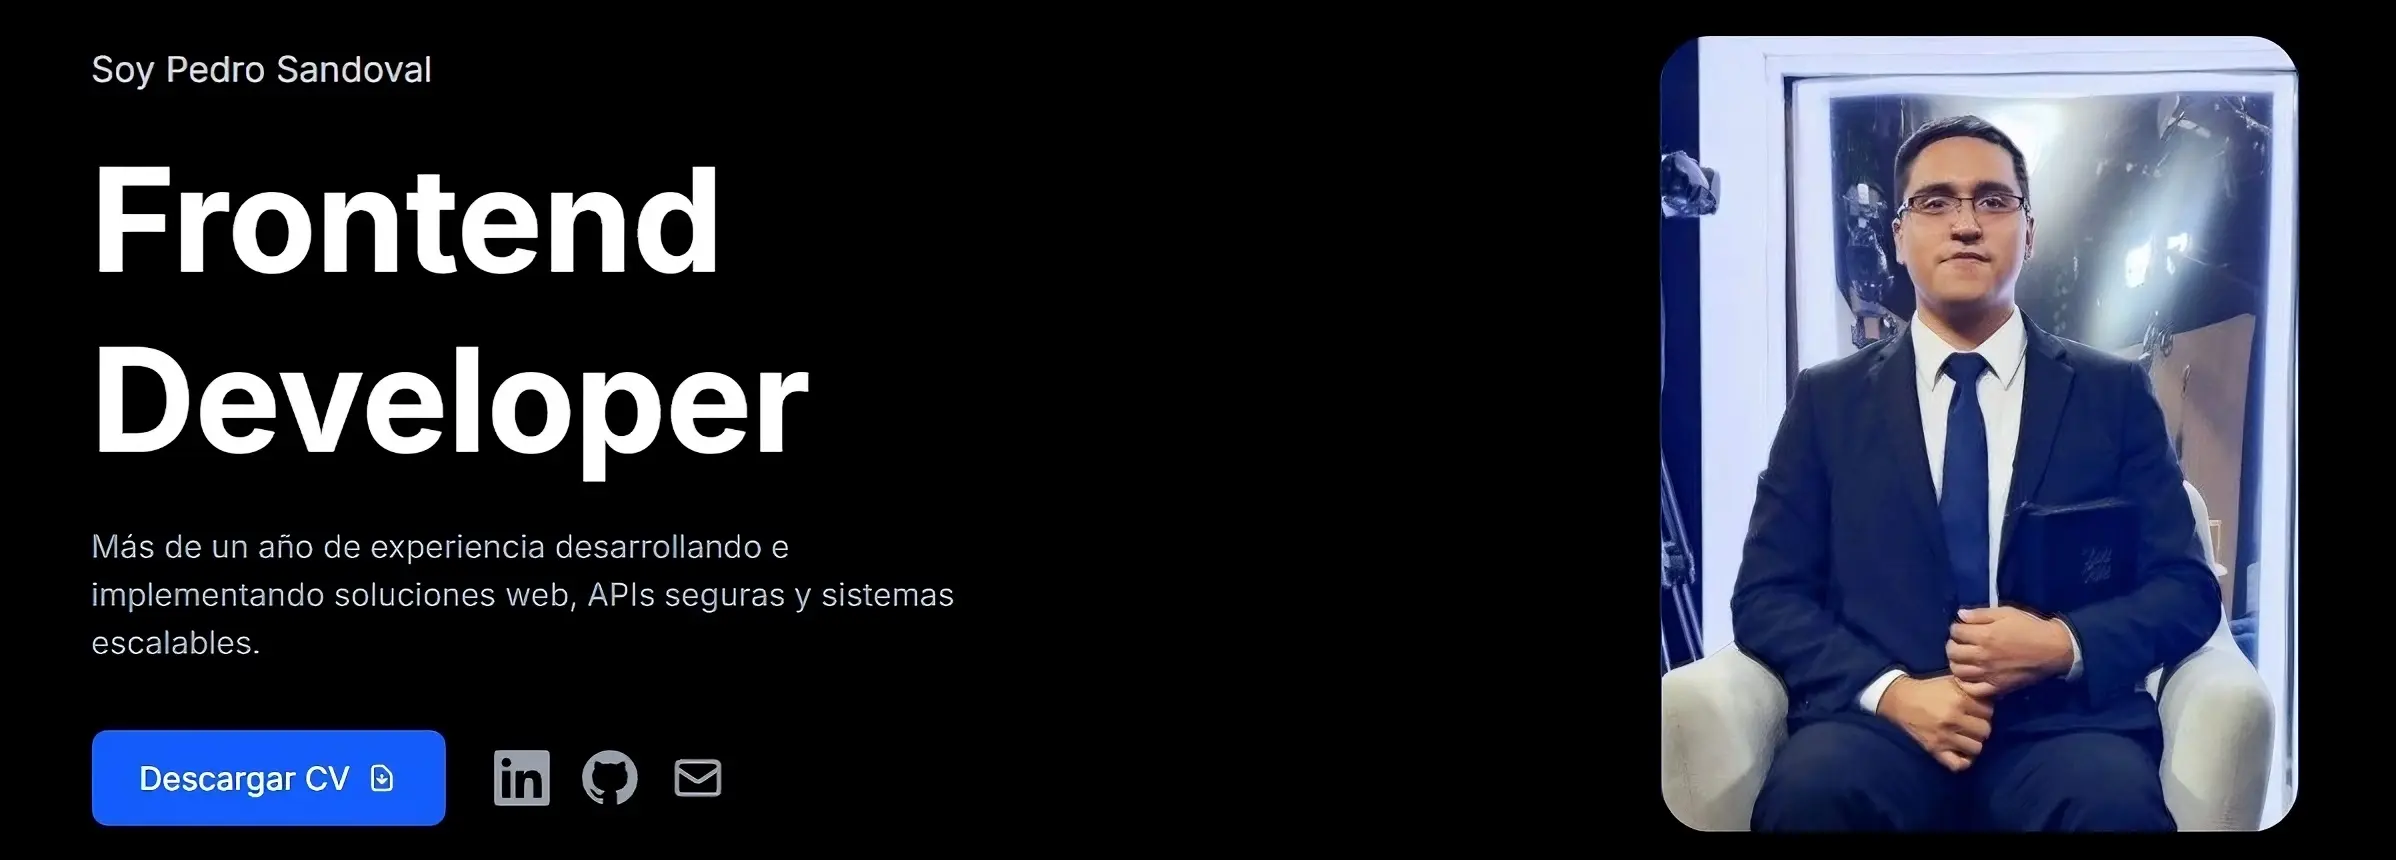 Soy Pedro Sandoval
Frontend
Developer
Más de un año de experiencia desarrollando e
implementando soluciones web, APIs seguras y sistemas
escalables.
Descargar CV
in